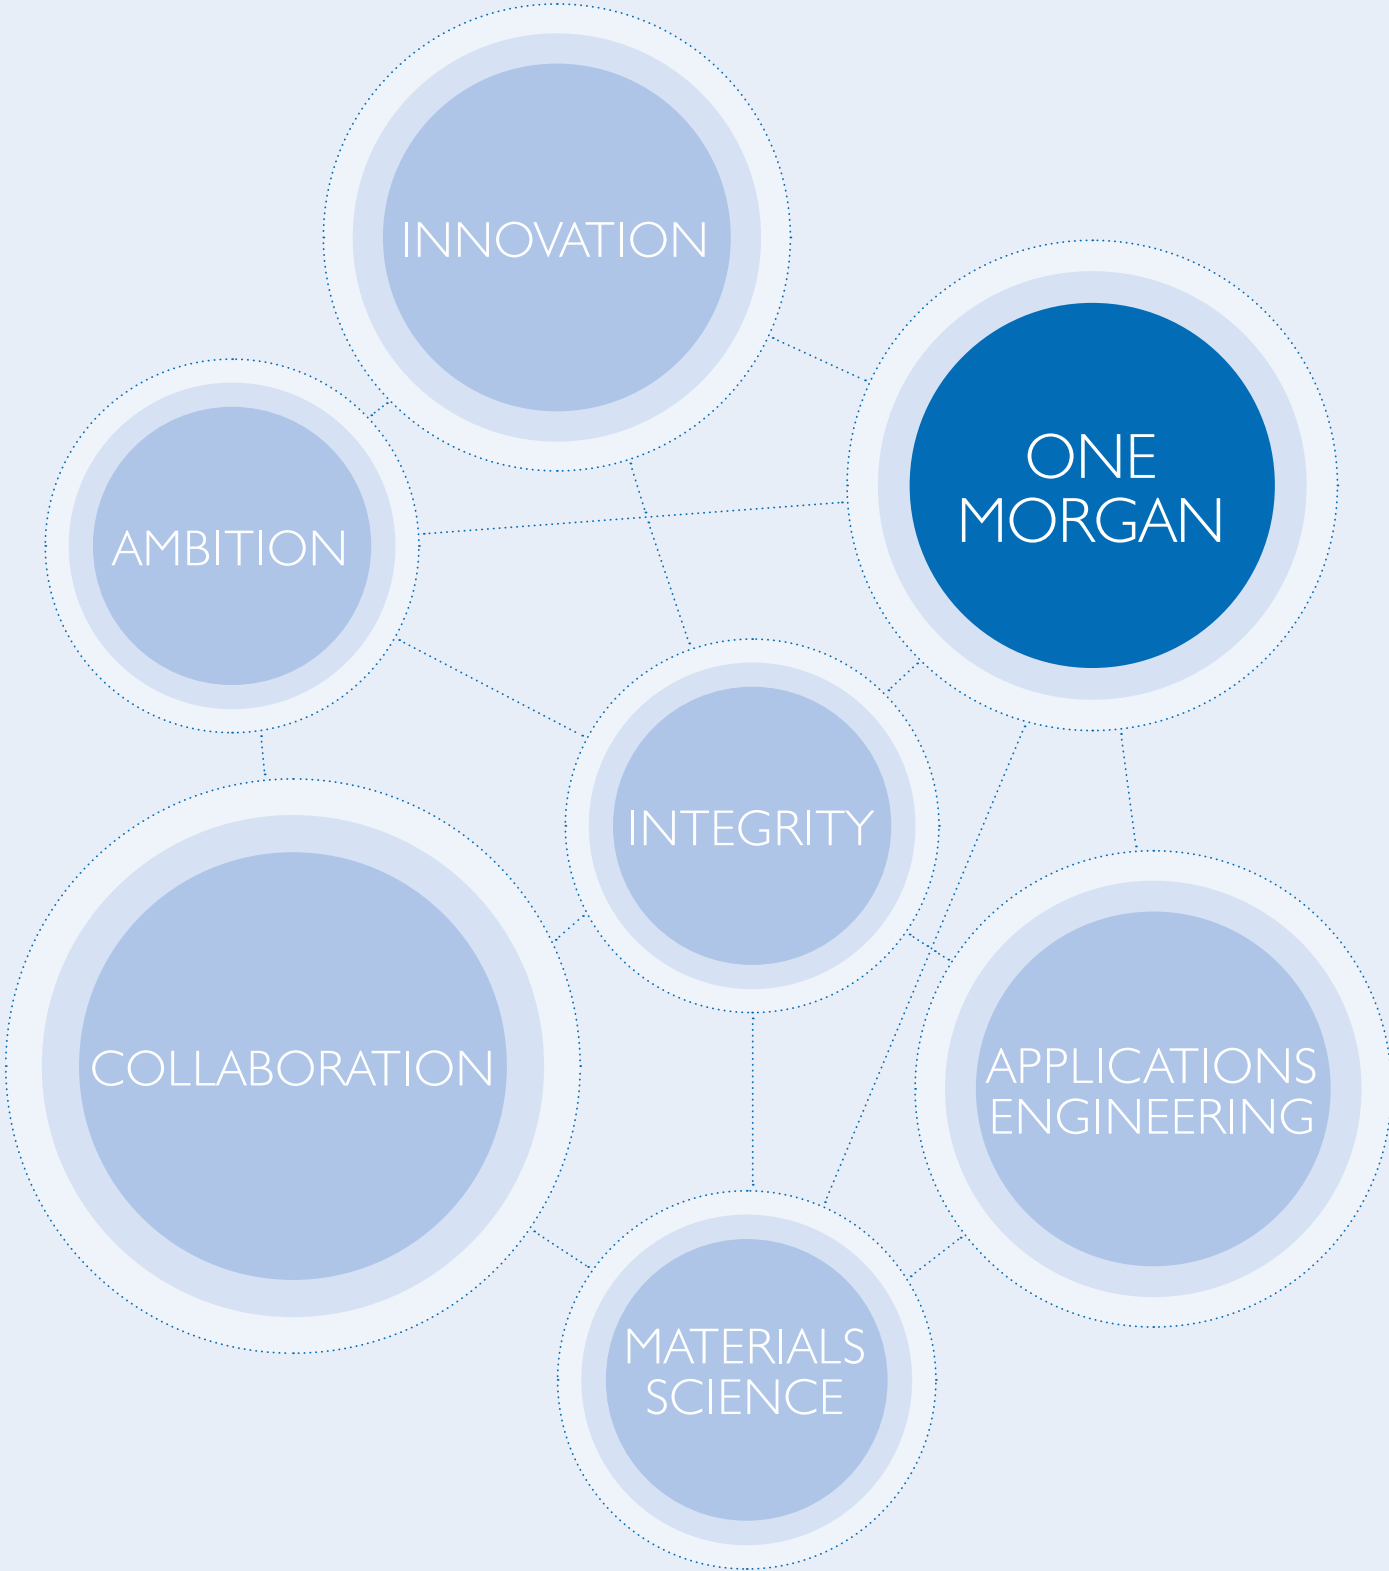 INNOVATION
ONE
MORGAN
AMBITION
INTEGRITY
COLLABORATION
APPLICATIONS
ENGINEERING
MATERIALS
SCIENCE